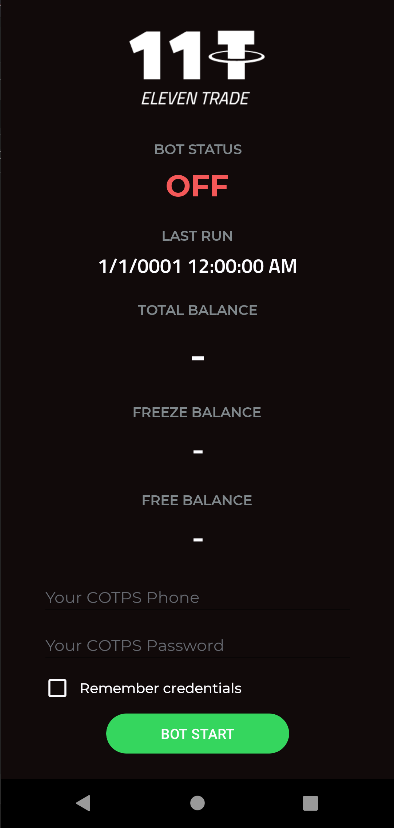 11T
ELEVEN TRADE
BOT STATUS
OFF
LAST RUN
1/1/0001 12:00:00 AM
TOTAL BALANCE
-
FREEZE BALANCE
-
FREE BALANCE
-
Your COTPS Phone
Your COTPS Password
Remember credentials
BOT START